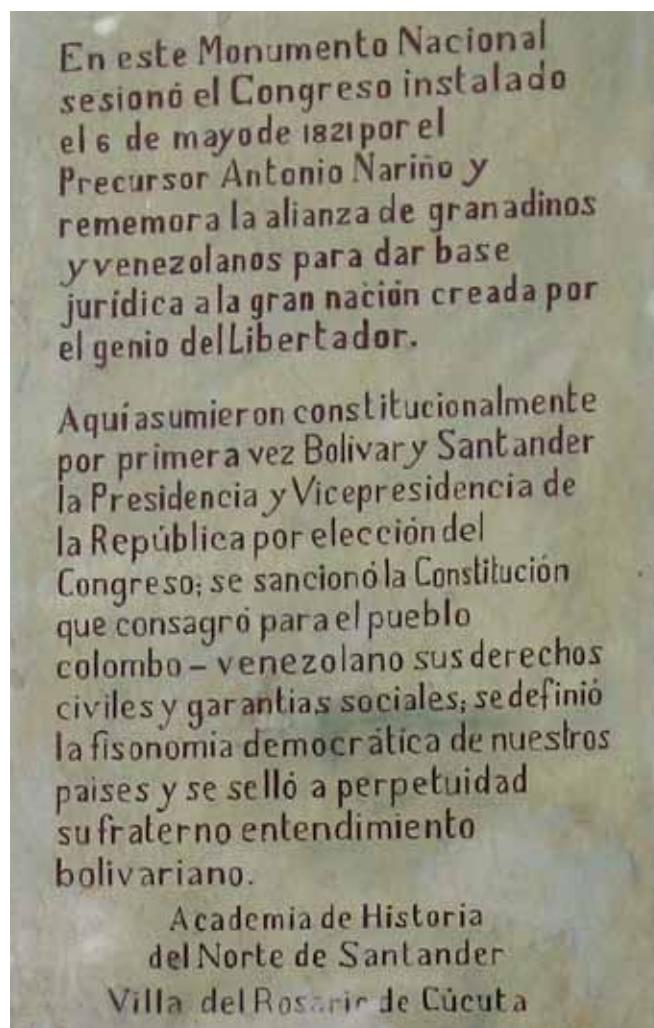 En este Monumento Nacional
sesionó el Congreso instalado
el 6 de mayo de 1821 por el
Precursor Antonio Nariño y
rememora la alianza de granadinos
y venezolanos para dar base
jurídica a la gran nación creada por
el genio del Libertador.
Aquí asumieron constitucionalmente
por primera vez Bolivar y Santander
la Presidencia y Vicepresidencia de
la República por elección del
Congreso; se sancionó la Constitución
que consagró para el pueblo
colombo - venezolano sus derechos
civiles y garantias sociales; se definió
la fisonomia democrática de nuestros
paises y se selló a perpetuidad
su fraterno entendimiento
bolivariano.
Academia de Historia
del Norte de Santander
Villa del Rosario de Cúcuta